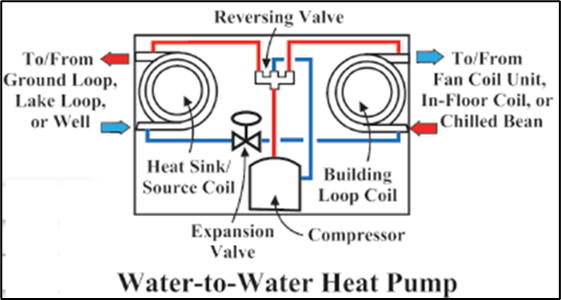 Reversing Valve
To/From
Ground Loop,
Lake Loop,
or Well
To/From
Fan Coil Unit,
In-Floor Coil, or
Chilled Bean
Heat Sink/
Source Coil
Building
Loop Coil
Expansion
Valve
Compressor
Water-to-Water Heat Pump